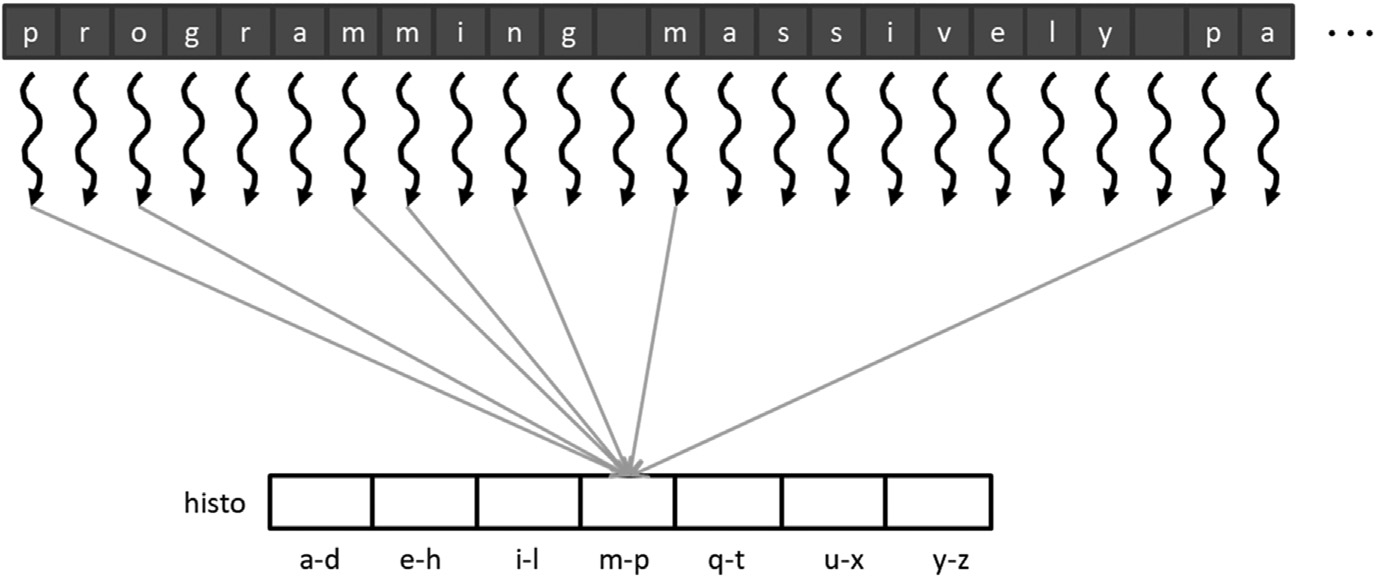 p r o g r a m m i n g m a s s i v e l y p a ...
histo
a-d e-h i-l m-p q-t u-x y-z